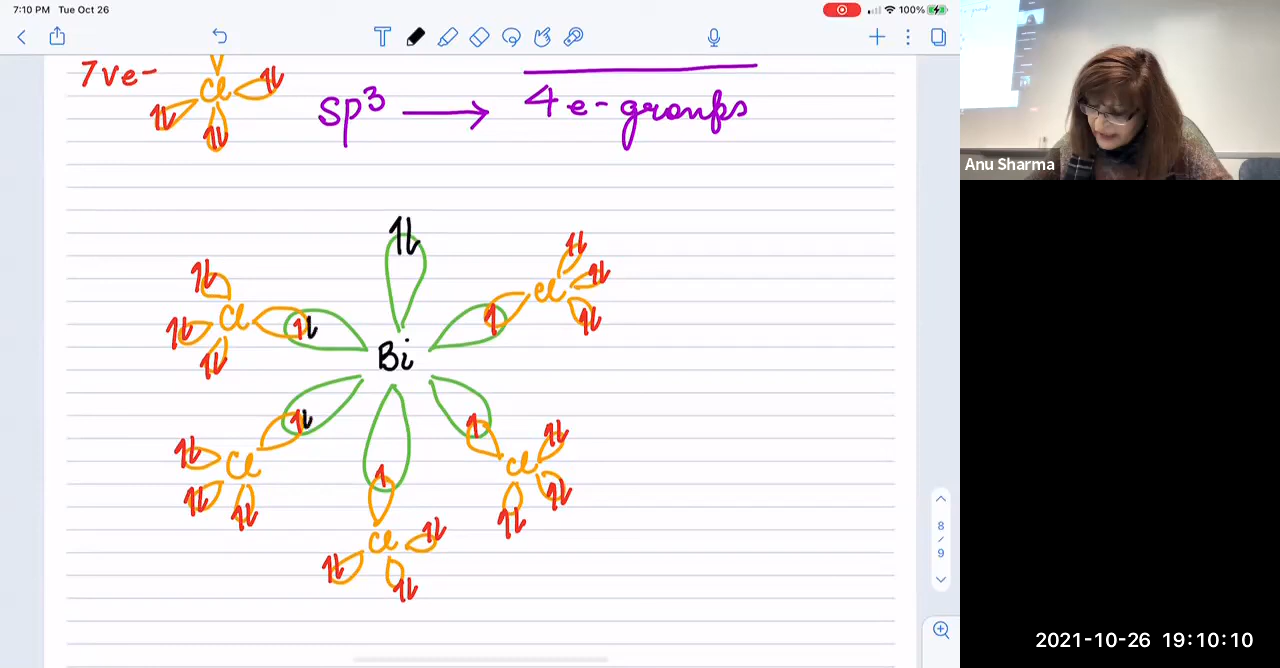 7:10 PM Tue Oct 26
100%
T
7ve-
Cl
sp3 → 4 e- groups
Cl
Cl
Bi
Cl
Cl
Cl
8
/
9
Anu Sharma
2021-10-26 19:10:10